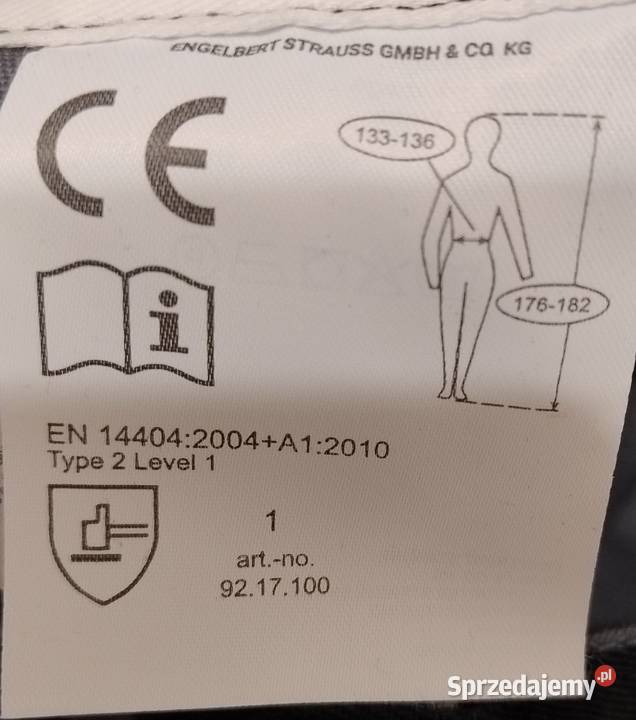 ENGELBERT STRAUSS GMBH & CO. KG
CE
133-136
176-182
i
EN 14404:2004+A1:2010
Type 2 Level 1
1
art.-no.
92.17.100
Sprzedajemy.pl